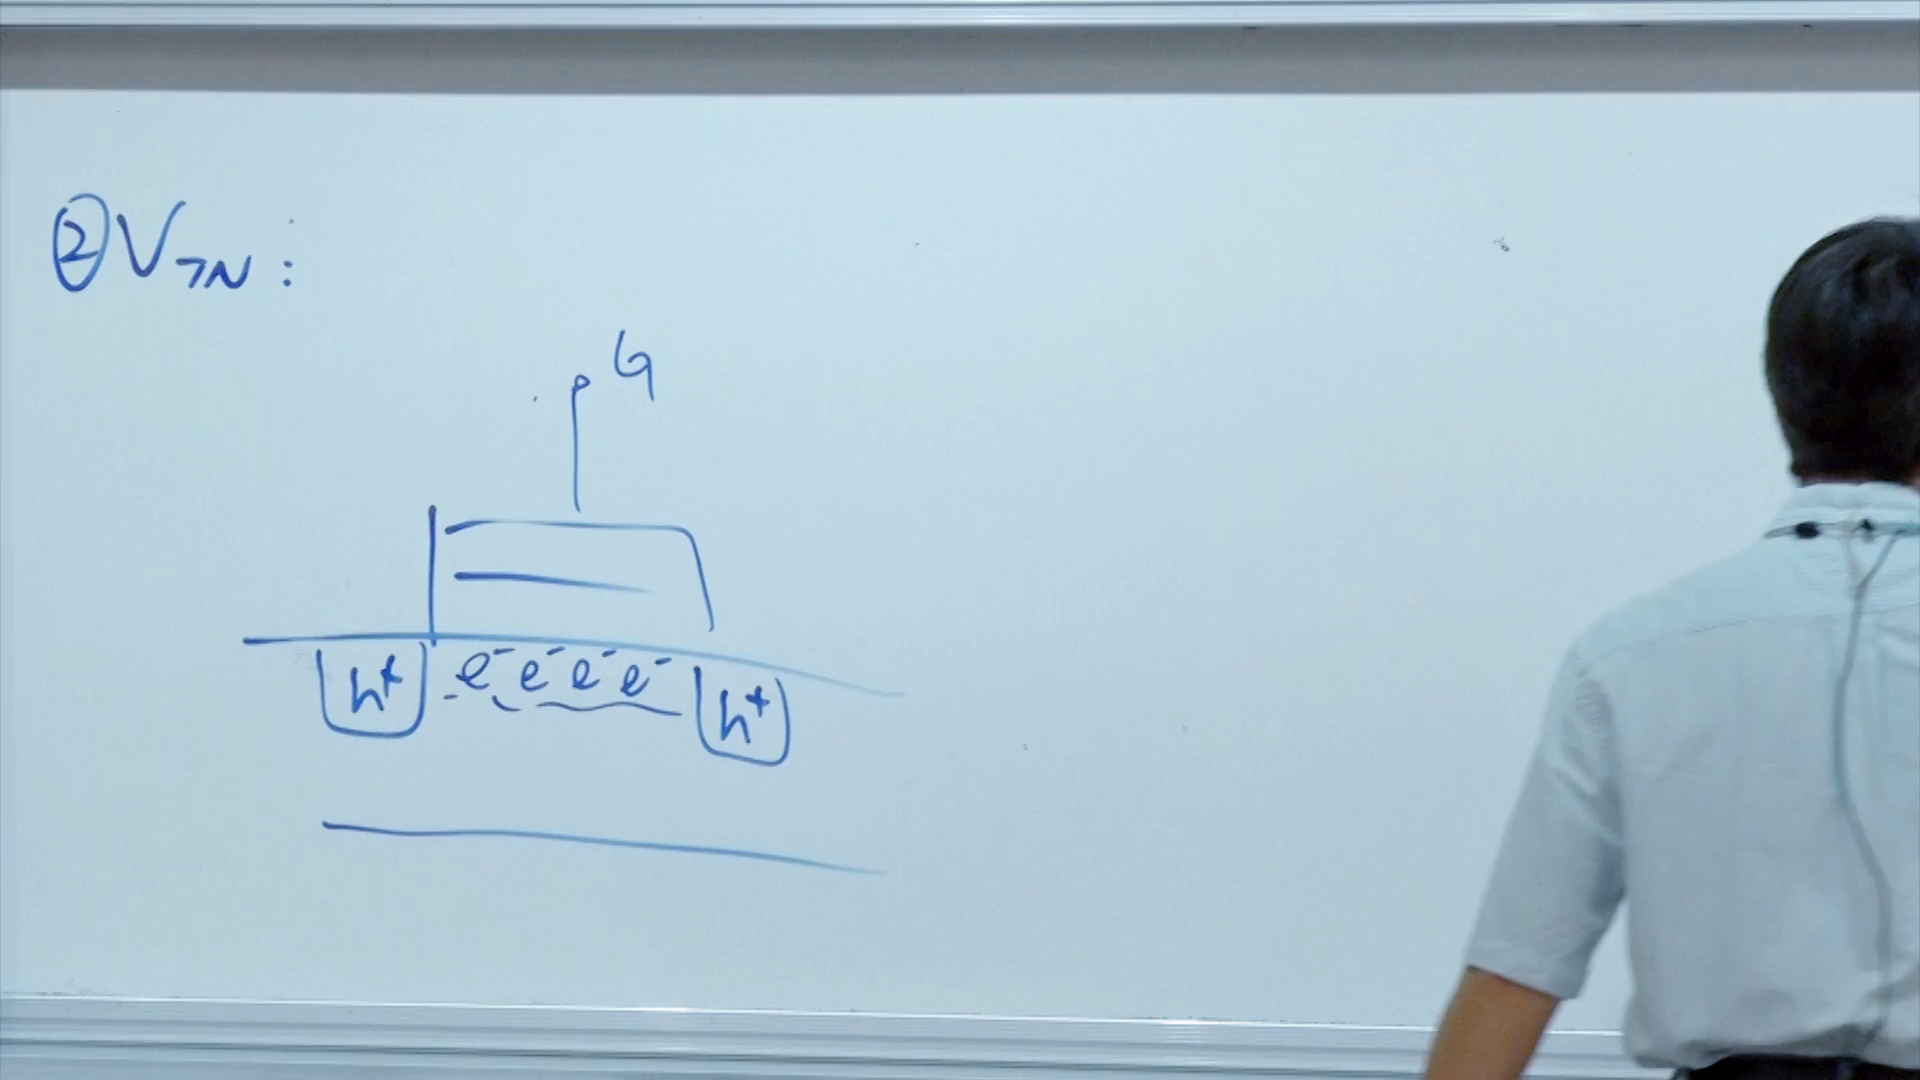 ② V_TN :
G
n+ e- e- e- e- n+